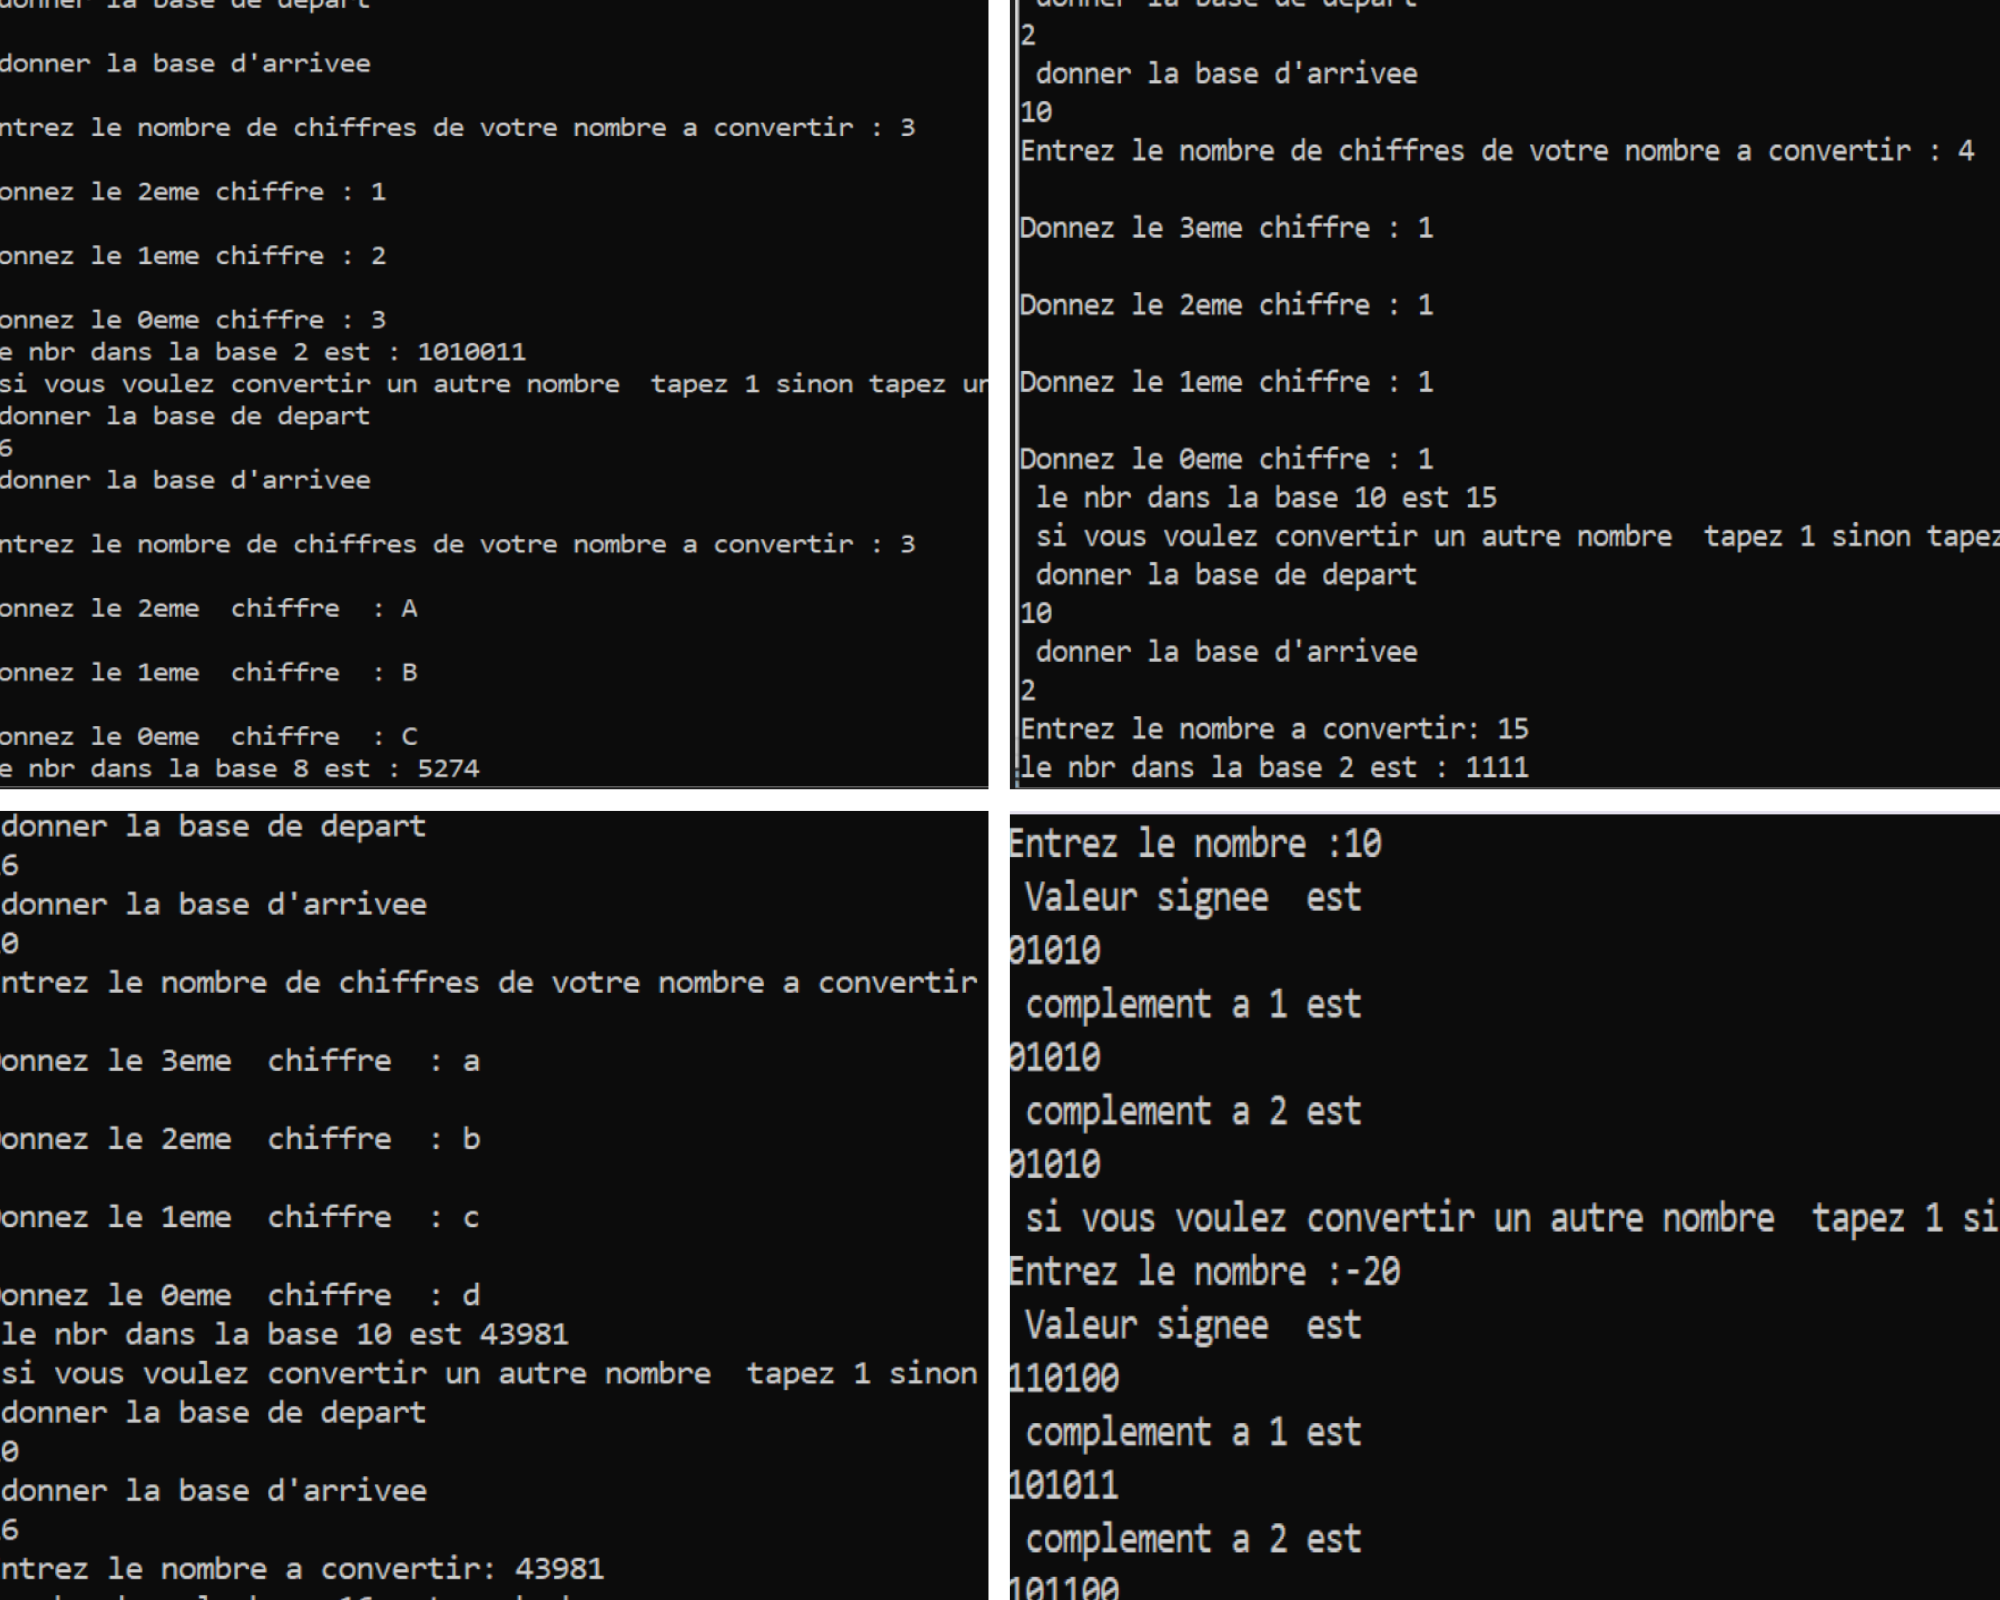 donner la base de depart
donner la base d'arrivee
ntrez le nombre de chiffres de votre nombre a convertir : 3
onnez le 2eme chiffre : 1
onnez le 1eme chiffre : 2
onnez le 0eme chiffre : 3
e nbr dans la base 2 est : 1010011
si vous voulez convertir un autre nombre  tapez 1 sinon tapez un
donner la base de depart
6
donner la base d'arrivee
ntrez le nombre de chiffres de votre nombre a convertir : 3
onnez le 2eme  chiffre  : A
onnez le 1eme  chiffre  : B
onnez le 0eme  chiffre  : C
e nbr dans la base 8 est : 5274
donner la base de depart
2
donner la base d'arrivee
10
Entrez le nombre de chiffres de votre nombre a convertir : 4
Donnez le 3eme chiffre : 1
Donnez le 2eme chiffre : 1
Donnez le 1eme chiffre : 1
Donnez le 0eme chiffre : 1
le nbr dans la base 10 est 15
si vous voulez convertir un autre nombre  tapez 1 sinon tapez
donner la base de depart
10
donner la base d'arrivee
2
Entrez le nombre a convertir: 15
le nbr dans la base 2 est : 1111
donner la base de depart
6
donner la base d'arrivee
0
ntrez le nombre de chiffres de votre nombre a convertir
onnez le 3eme  chiffre  : a
onnez le 2eme  chiffre  : b
onnez le 1eme  chiffre  : c
onnez le 0eme  chiffre  : d
le nbr dans la base 10 est 43981
si vous voulez convertir un autre nombre  tapez 1 sinon
donner la base de depart
0
donner la base d'arrivee
6
ntrez le nombre a convertir: 43981
Entrez le nombre :10
Valeur signee  est
01010
complement a 1 est
01010
complement a 2 est
01010
si vous voulez convertir un autre nombre  tapez 1 si
Entrez le nombre :-20
Valeur signee  est
110100
complement a 1 est
101011
complement a 2 est
101100